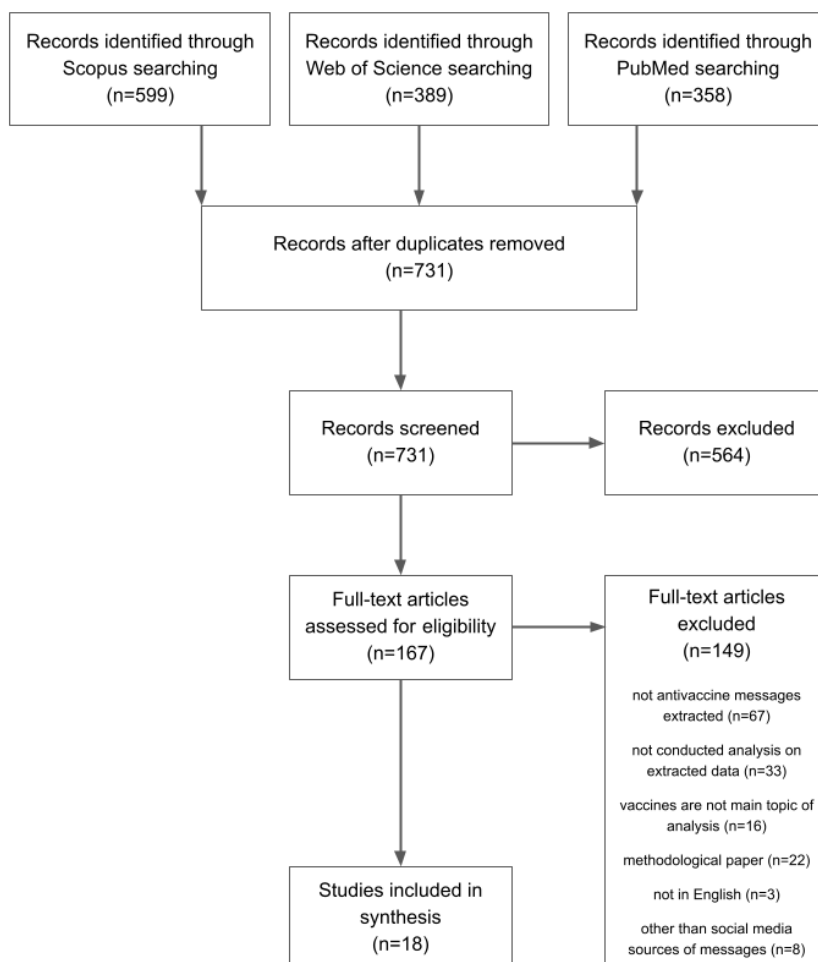 Records identified through
Scopus searching
(n=599)
Records identified through
Web of Science searching
(n=389)
Records identified through
PubMed searching
(n=358)
Records after duplicates removed
(n=731)
Records screened
(n=731)
Records excluded
(n=564)
Full-text articles
assessed for eligibility
(n=167)
Full-text articles
excluded
(n=149)
not antivaccine messages
extracted (n=67)
not conducted analysis on
extracted data (n=33)
vaccines are not main topic of
analysis (n=16)
methodological paper (n=22)
not in English (n=3)
other than social media
sources of messages (n=8)
Studies included in
synthesis
(n=18)